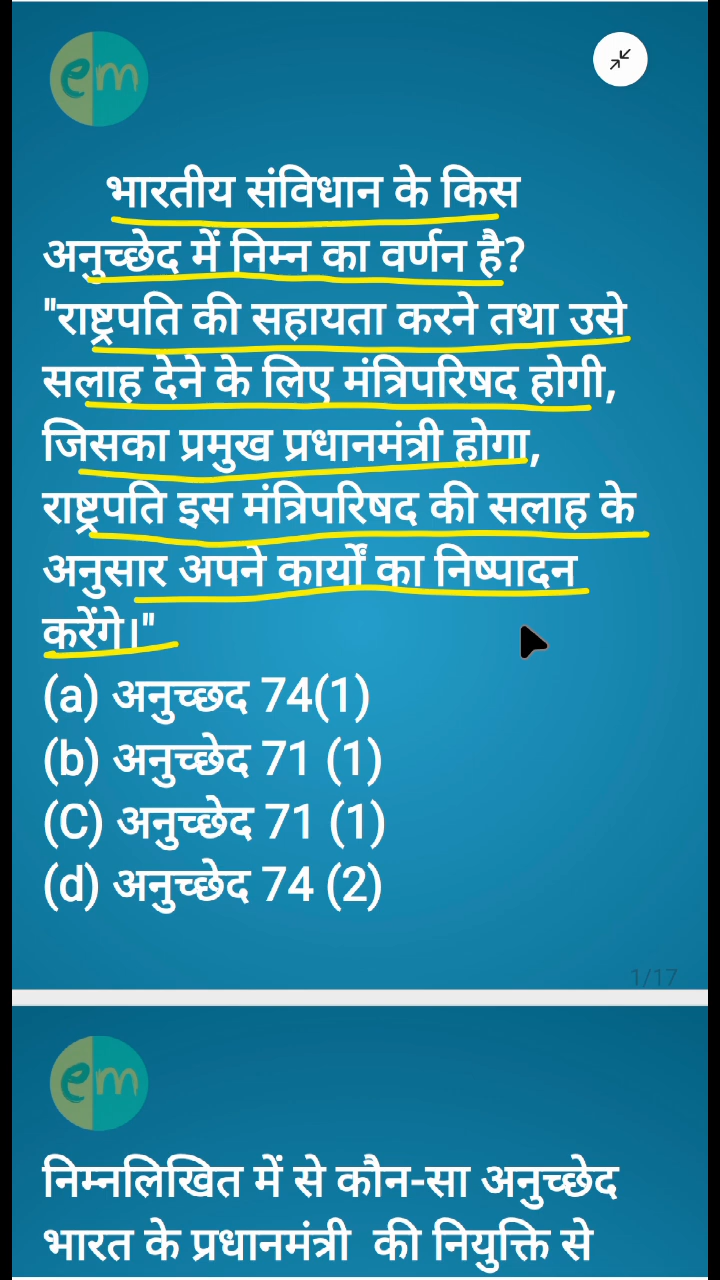 em
भारतीय संविधान के किस
अनुच्छेद में निम्न का वर्णन है?
"राष्ट्रपति की सहायता करने तथा उसे
सलाह देने के लिए मंत्रिपरिषद होगी,
जिसका प्रमुख प्रधानमंत्री होगा,
राष्ट्रपति इस मंत्रिपरिषद की सलाह के
अनुसार अपने कार्यों का निष्पादन
करेंगे।"
(a) अनुच्छद 74(1)
(b) अनुच्छेद 71 (1)
(C) अनुच्छेद 71 (1)
(d) अनुच्छेद 74 (2)
1/17
em
निम्नलिखित में से कौन-सा अनुच्छेद
भारत के प्रधानमंत्री की नियुक्ति से